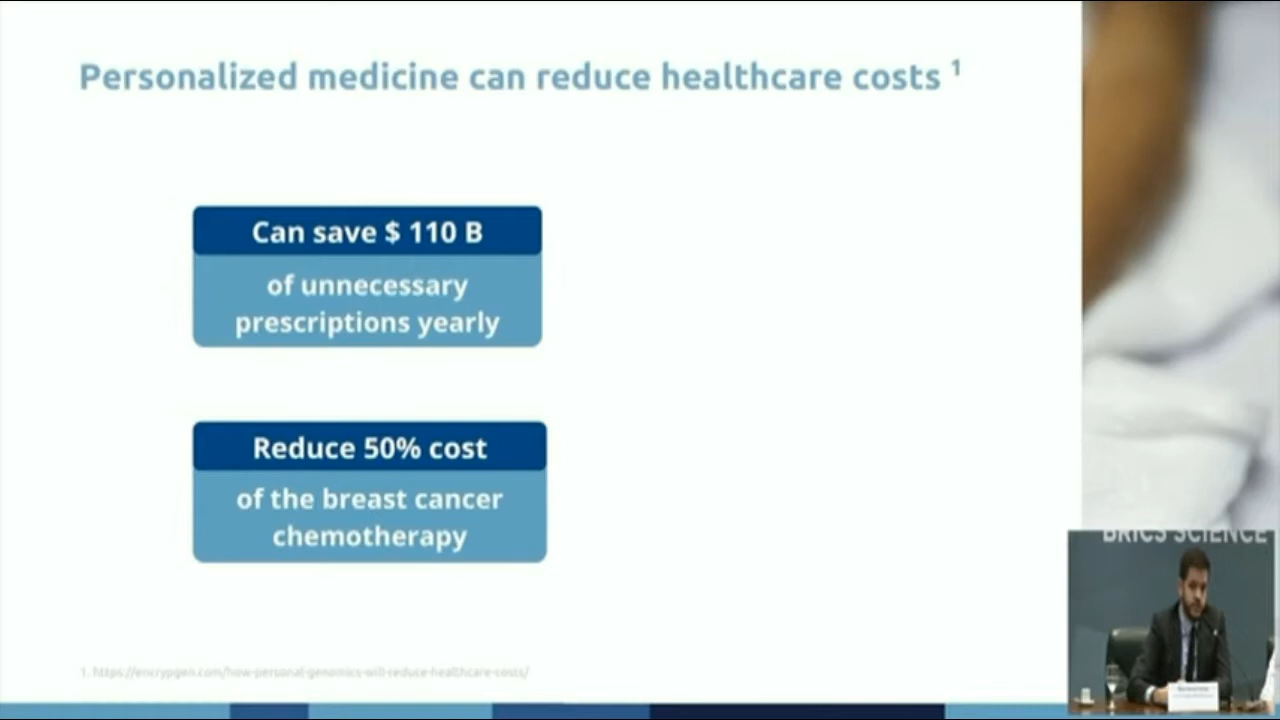 Personalized medicine can reduce healthcare costs 1
Can save $ 110 B
of unnecessary
prescriptions yearly
Reduce 50% cost
of the breast cancer
chemotherapy
1. https://encrypgen.com/how-personal-genomics-will-reduce-healthcare-costs/
BRICS SCIENCE